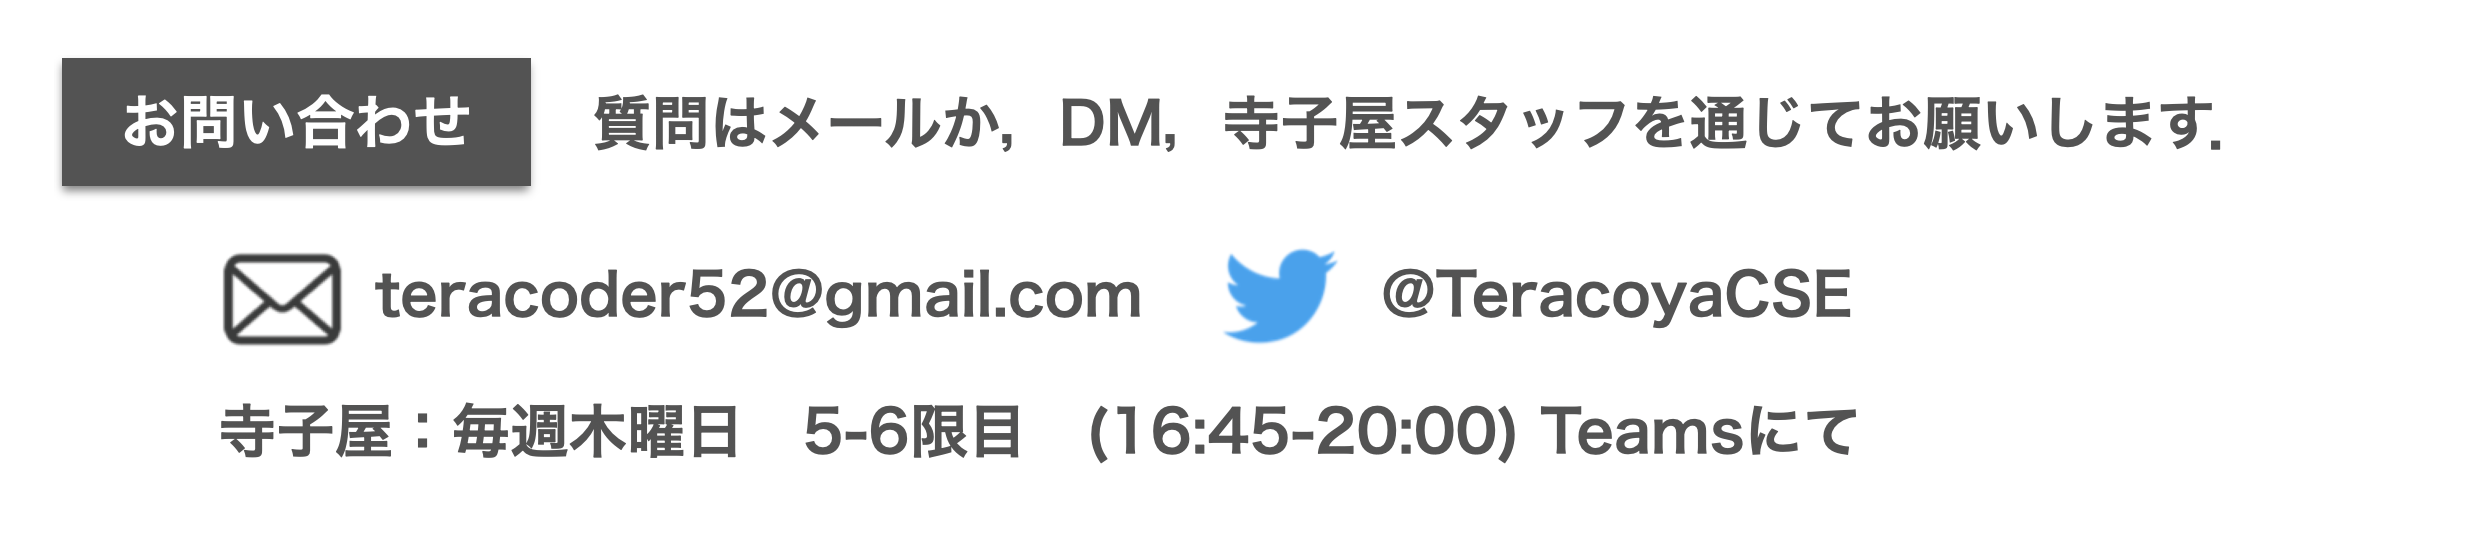 お問い合わせ　質問はメールか，DM，寺子屋スタッフを通じてお願いします．
teracoder52@gmail.com　@TeracoyaCSE
寺子屋：毎週木曜日　5-6限目　(16:45-20:00) Teamsにて